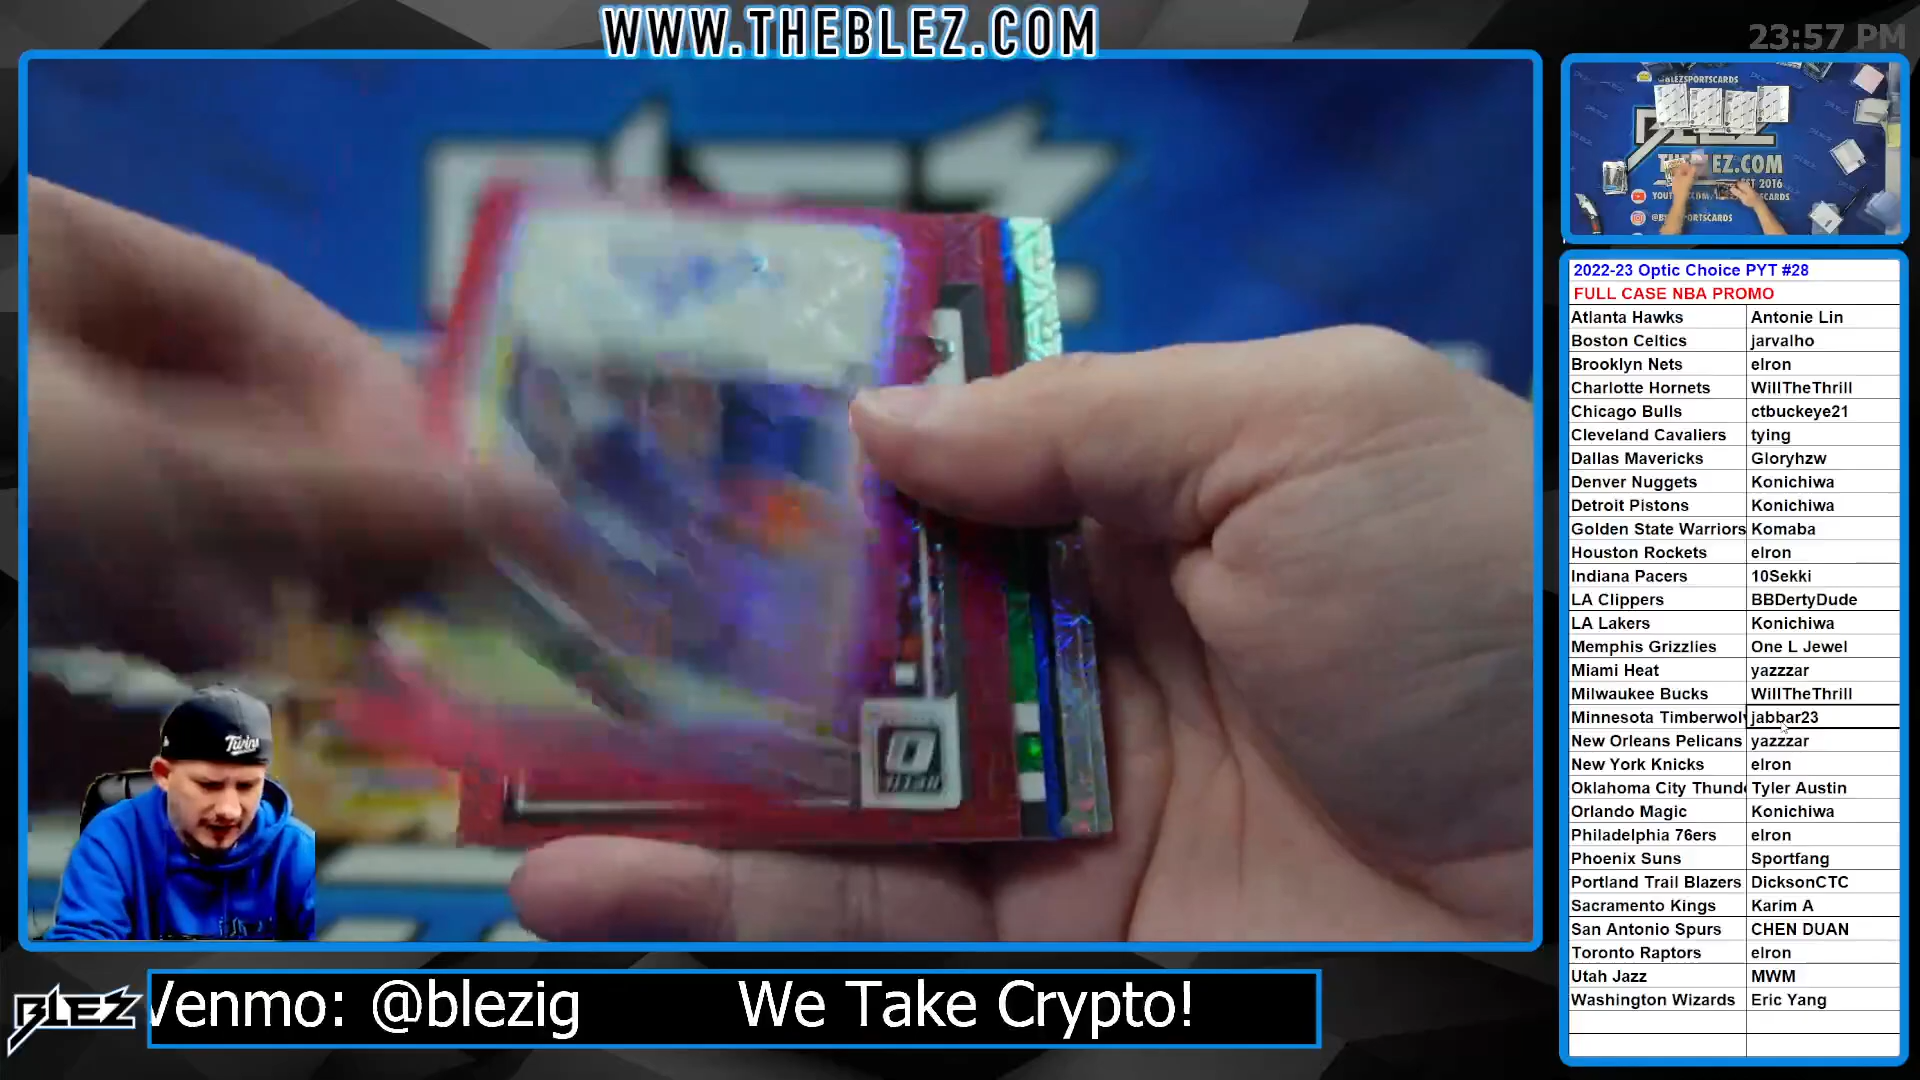 WWW.THEBLEZ.COM
23:57 PM
@BLEZSPORTSCARDS
2022-23 Optic Choice PYT #28
FULL CASE NBA PROMO
Atlanta Hawks Antonie Lin
Boston Celtics jarvalho
Brooklyn Nets elron
Charlotte Hornets WillTheThrill
Chicago Bulls ctbuckeye21
Cleveland Cavaliers tying
Dallas Mavericks Gloryhzw
Denver Nuggets Konichiwa
Detroit Pistons Konichiwa
Golden State Warriors Komaba
Houston Rockets elron
Indiana Pacers 10Sekki
LA Clippers BBDertyDude
LA Lakers Konichiwa
Memphis Grizzlies One L Jewel
Miami Heat yazzzar
Milwaukee Bucks WillTheThrill
Minnesota Timberwolv jabbar23
New Orleans Pelicans yazzzar
New York Knicks elron
Oklahoma City Thund Tyler Austin
Orlando Magic Konichiwa
Philadelphia 76ers elron
Phoenix Suns Sportfang
Portland Trail Blazers DicksonCTC
Sacramento Kings Karim A
San Antonio Spurs CHEN DUAN
Toronto Raptors elron
Utah Jazz MWM
Washington Wizards Eric Yang
Twins
BLEZ
Venmo: @blezig We Take Crypto!